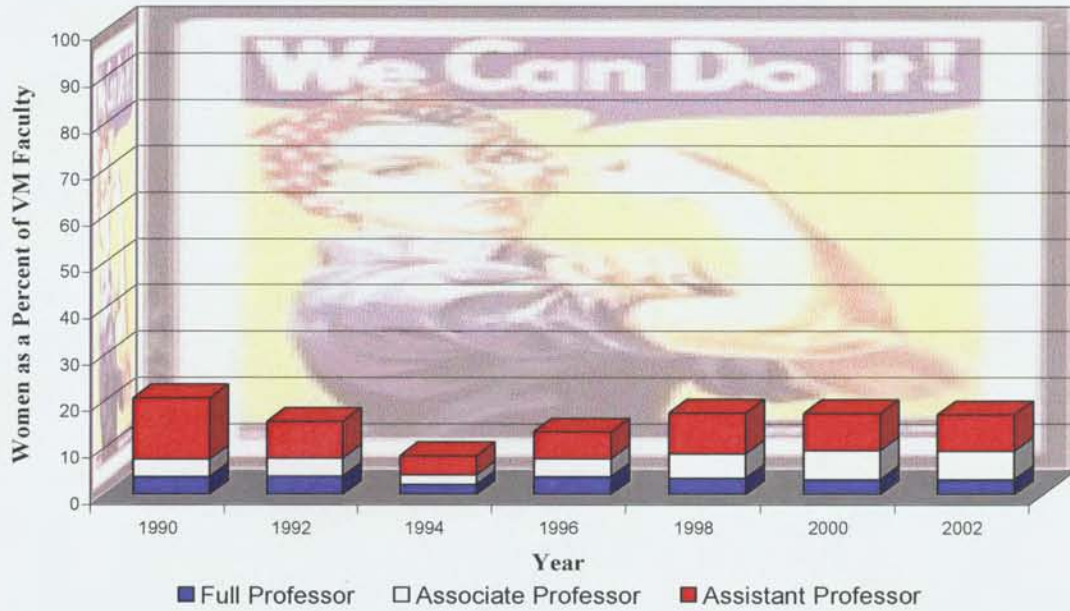 We Can Do It!
Women as a Percent of VM Faculty
100
90
80
70
60
50
40
30
20
10
0
1990 1992 1994 1996 1998 2000 2002
Year
Full Professor Associate Professor Assistant Professor